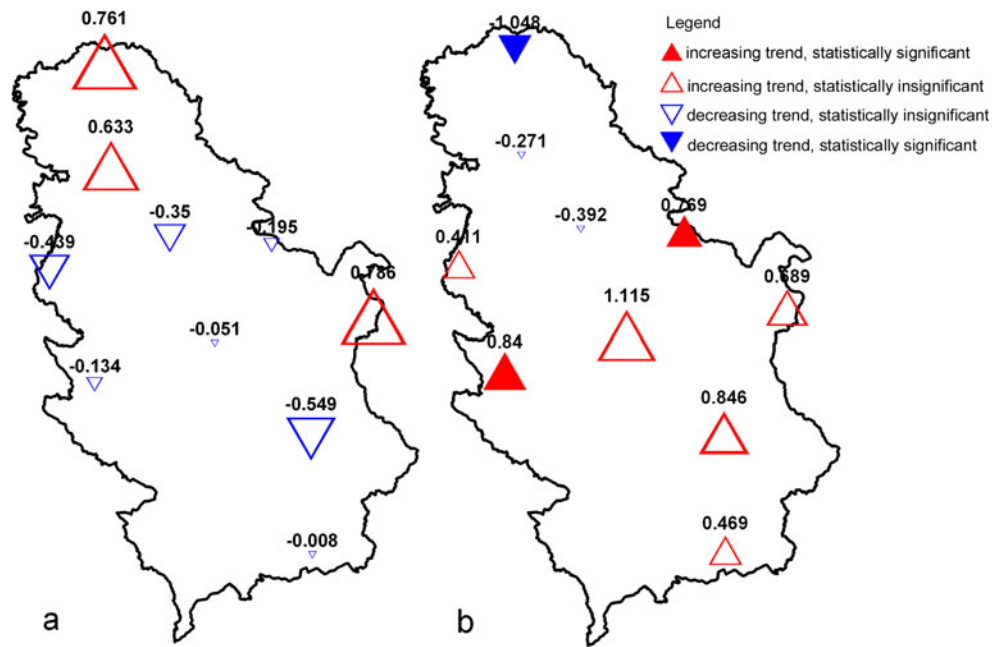 0.761
0.633
-0.35
-0.195
-0.439
0.786
-0.051
-0.134
-0.549
-0.008
a
-1.048
-0.271
-0.392
0.769
0.411
0.689
1.115
0.84
0.846
0.469
b
Legend
increasing trend, statistically significant
increasing trend, statistically insignificant
decreasing trend, statistically insignificant
decreasing trend, statistically significant